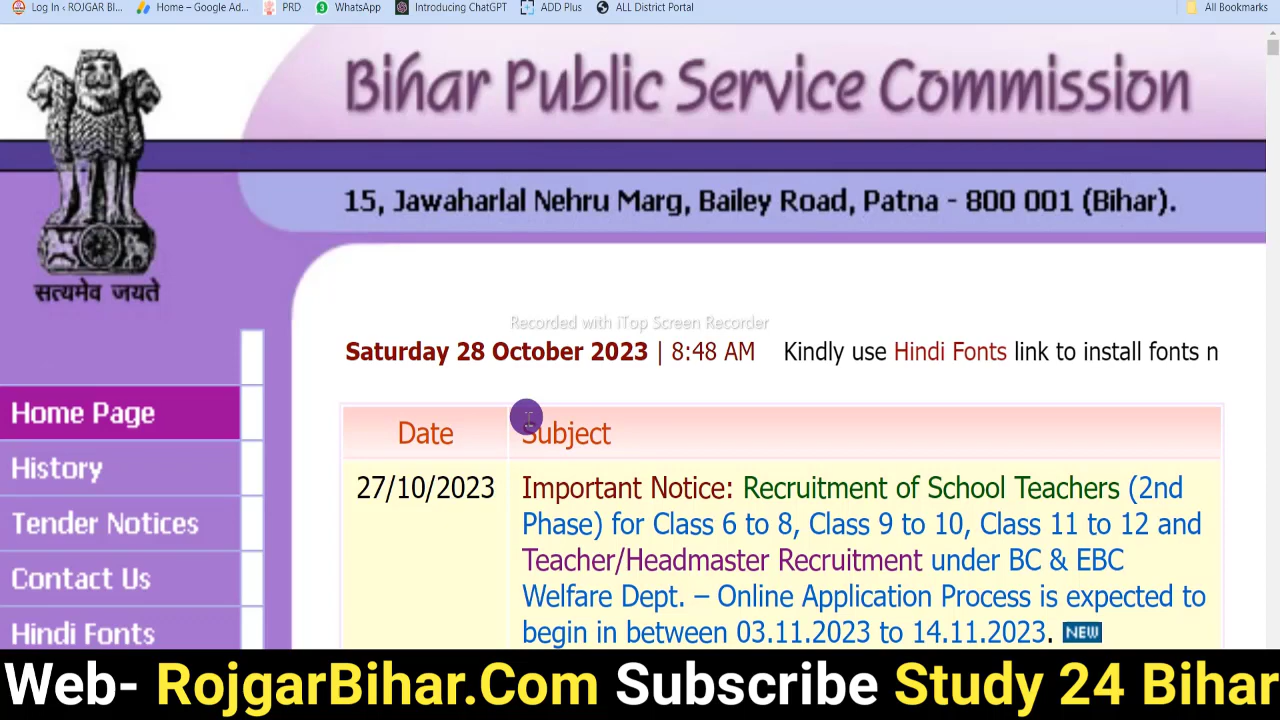 Log In ‹ ROJGAR BI... Home – Google Ad... PRD WhatsApp Introducing ChatGPT ADD Plus ALL District Portal All Bookmarks
Bihar Public Service Commission
15, Jawaharlal Nehru Marg, Bailey Road, Patna - 800 001 (Bihar).
सत्यमेव जयते
Recorded with iTop Screen Recorder
Saturday 28 October 2023 | 8:48 AM Kindly use Hindi Fonts link to install fonts n
Home Page
History
Tender Notices
Contact Us
Hindi Fonts
Date Subject
27/10/2023 Important Notice: Recruitment of School Teachers (2nd
Phase) for Class 6 to 8, Class 9 to 10, Class 11 to 12 and
Teacher/Headmaster Recruitment under BC & EBC
Welfare Dept. – Online Application Process is expected to
begin in between 03.11.2023 to 14.11.2023. NEW
Web- RojgarBihar.Com Subscribe Study 24 Bihar